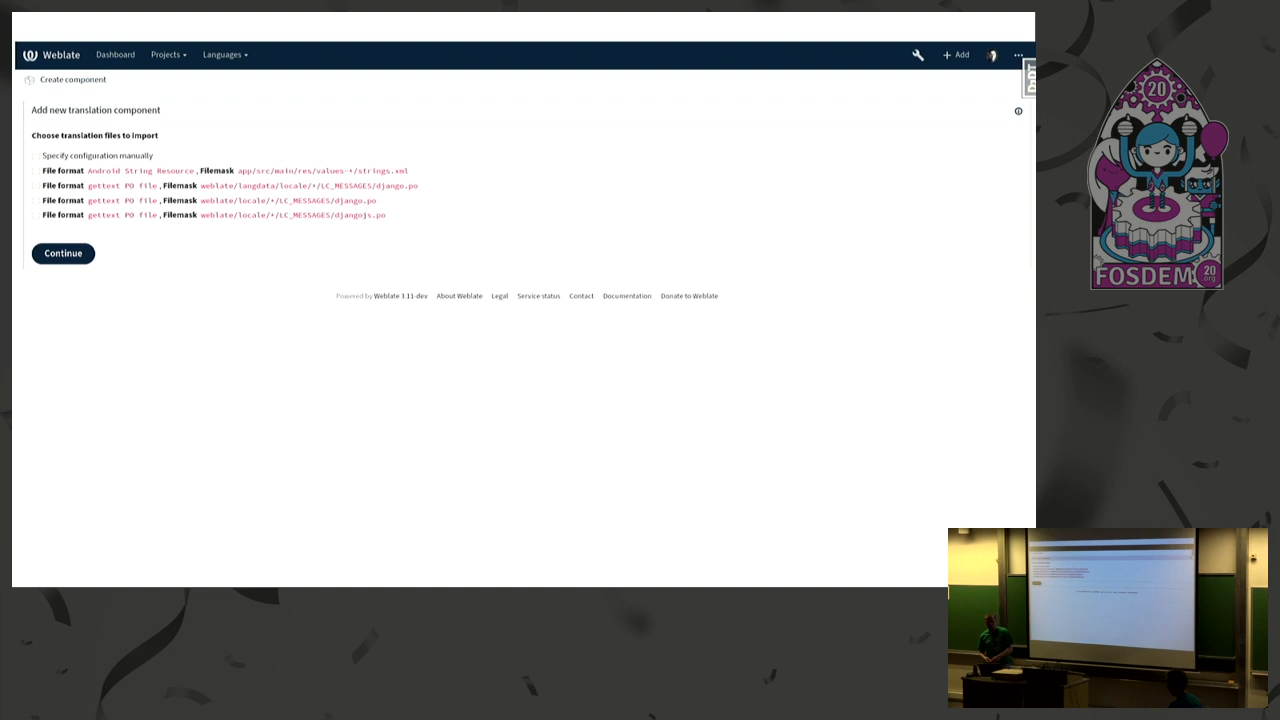 Weblate Dashboard Projects Languages Add
Create component
Add new translation component
Choose translation files to import
Specify configuration manually
File format Android String Resource , Filemask app/src/main/res/values-*/strings.xml
File format gettext PO file , Filemask weblate/langdata/locale/*/LC_MESSAGES/django.po
File format gettext PO file , Filemask weblate/locale/*/LC_MESSAGES/django.po
File format gettext PO file , Filemask weblate/locale/*/LC_MESSAGES/djangojs.po
Continue
Powered by Weblate 3.11-dev About Weblate Legal Service status Contact Documentation Donate to Weblate
DjDT
20
FOSDEM 20 .org